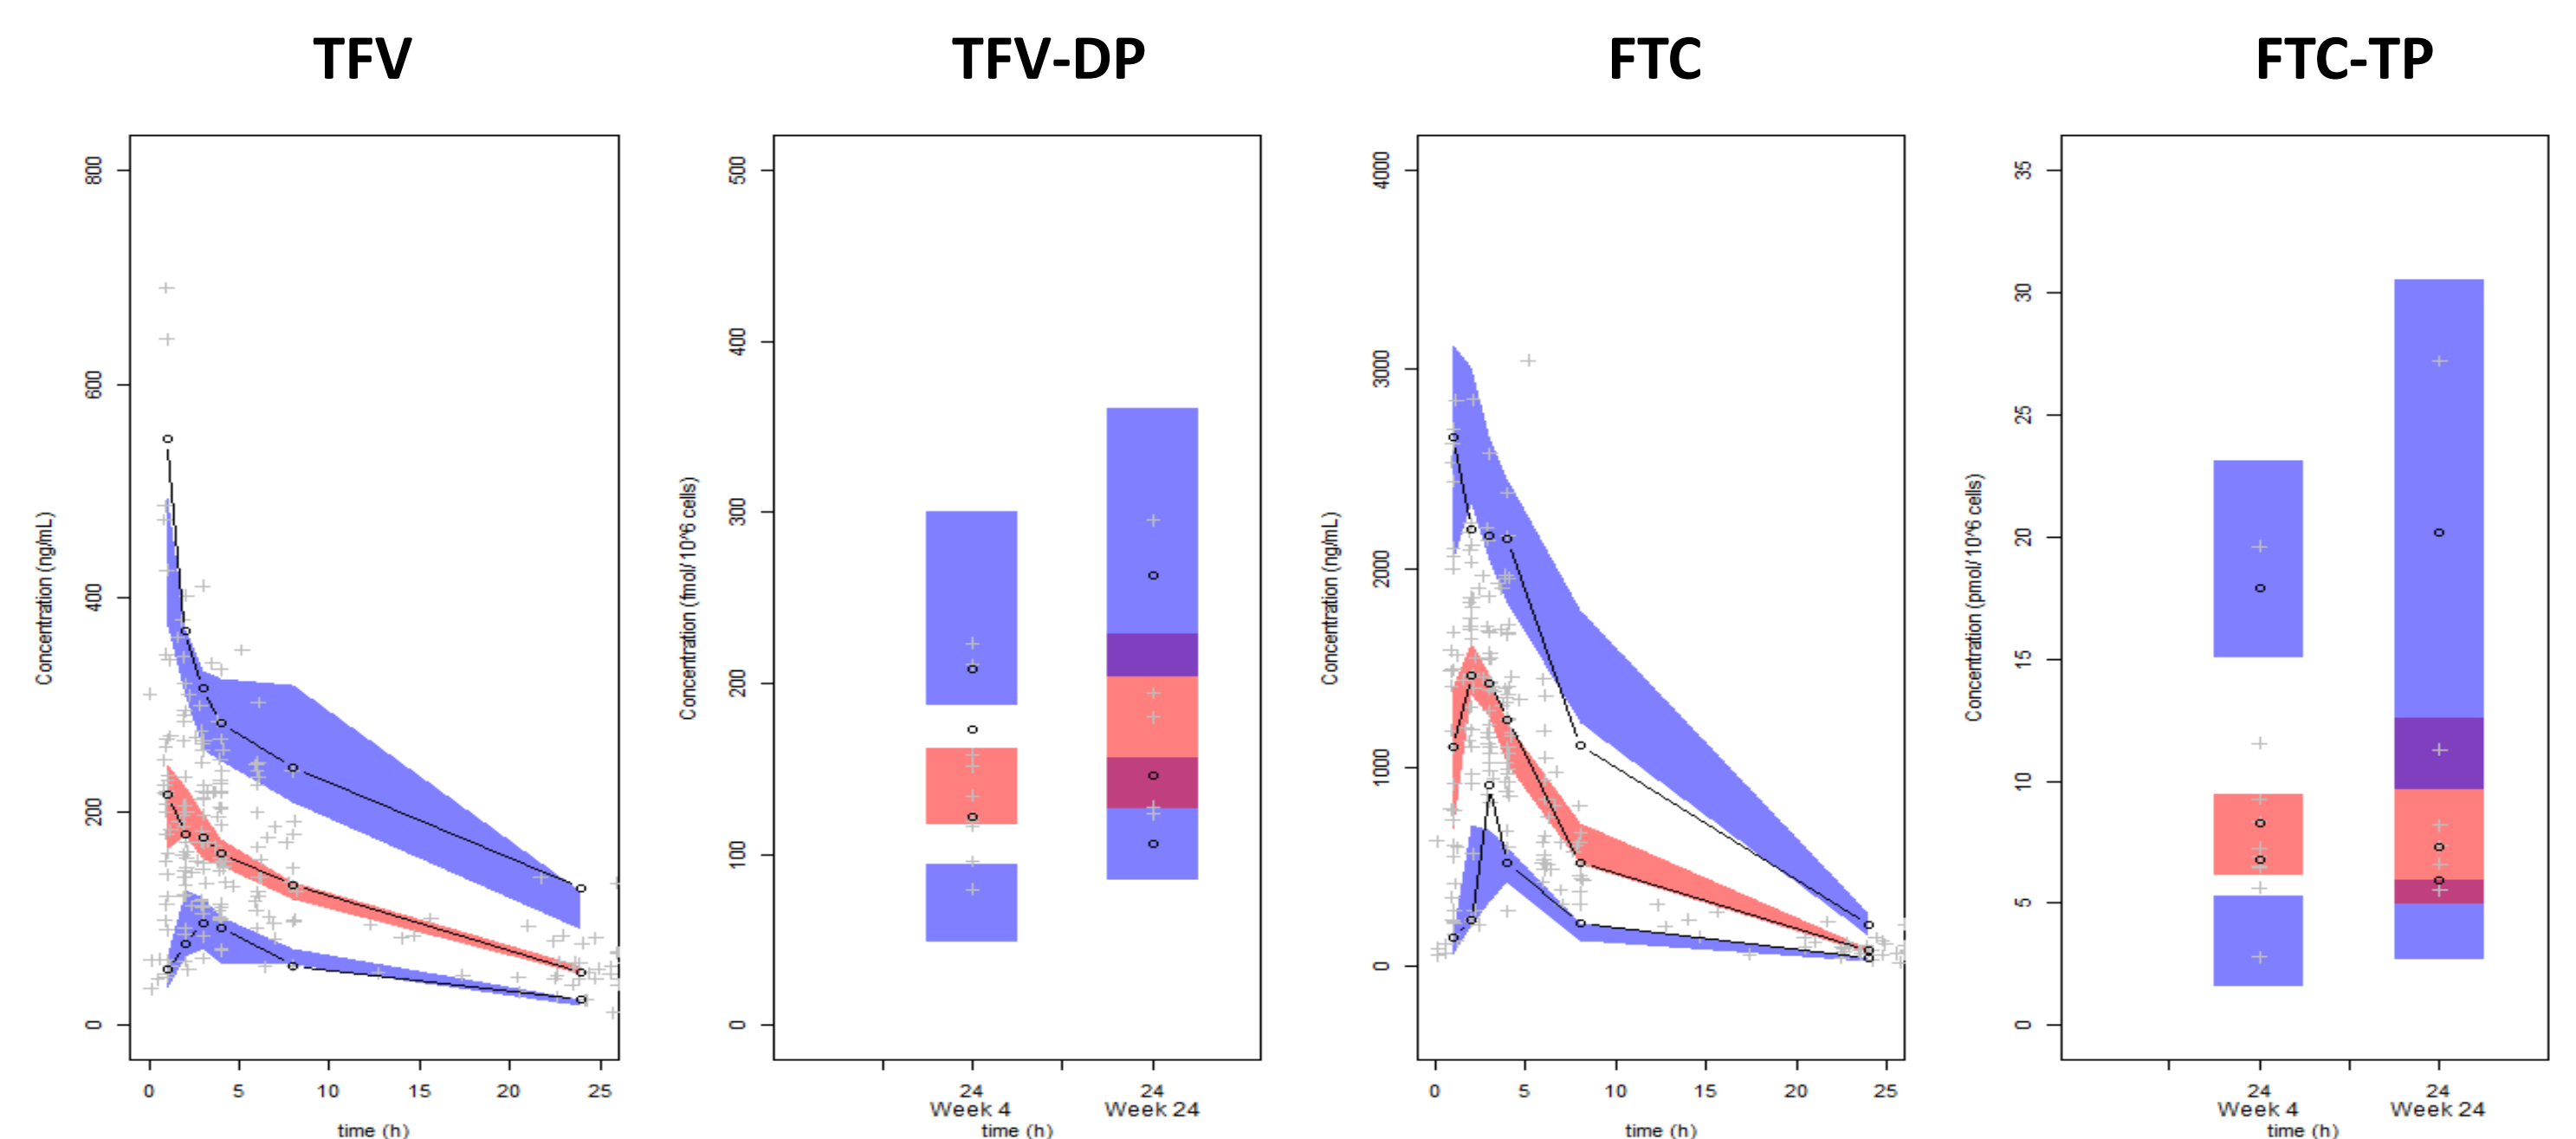 TFV
TFV-DP
FTC
FTC-TP
Concentration (ng/mL)
800
600
400
200
0
0 5 10 15 20 25
time (h)
Concentration (fmol/ 10^6 cells)
500
400
300
200
100
0
24 24
Week 4 Week 24
time (h)
Concentration (ng/mL)
4000
3000
2000
1000
0
0 5 10 15 20 25
time (h)
Concentration (pmol/ 10^6 cells)
35
30
25
20
15
10
5
0
24 24
Week 4 Week 24
time (h)